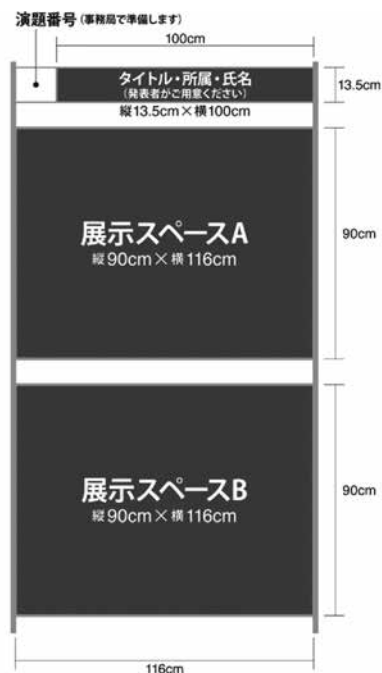 演題番号(事務局で準備します)
100cm
タイトル・所属・氏名
(発表者がご用意ください)
13.5cm
縦13.5cm×横100cm
展示スペースA
縦90cm×横116cm
90cm
展示スペースB
縦90cm×横116cm
90cm
116cm